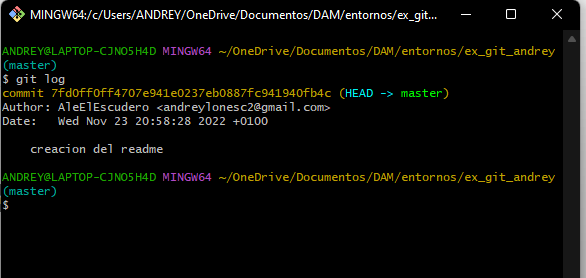 MINGW64:/c/Users/ANDREY/OneDrive/Documentos/DAM/entornos/ex_git_andrey...
ANDREY@LAPTOP-CJNO5H4D MINGW64 ~/OneDrive/Documentos/DAM/entornos/ex_git_andrey
(master)
$ git log
commit 7fd0ff0ff4707e941e0237eb0887fc941940fb4c (HEAD -> master)
Author: AleElEscudero <andreylonesc2@gmail.com>
Date:   Wed Nov 23 20:58:28 2022 +0100
creacion del readme
ANDREY@LAPTOP-CJNO5H4D MINGW64 ~/OneDrive/Documentos/DAM/entornos/ex_git_andrey
(master)
$